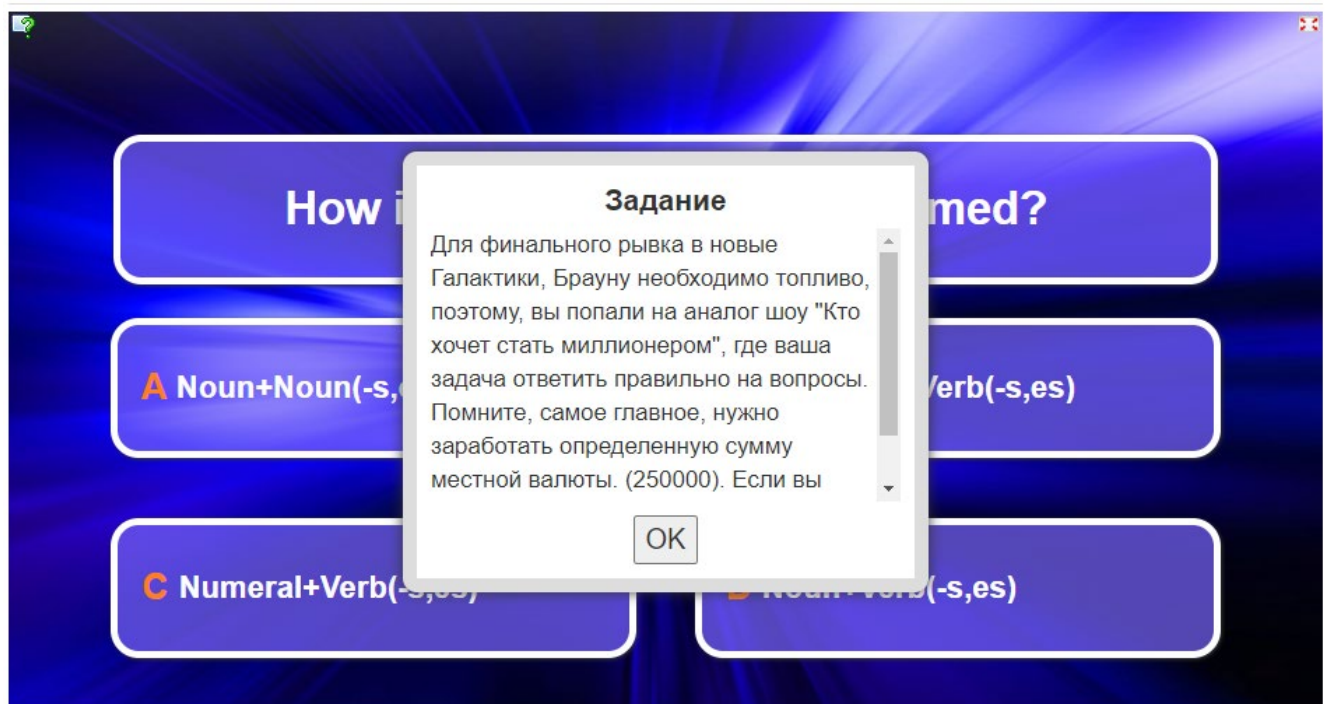 How i
med?
Задание
Для финального рывка в новые
Галактики, Брауну необходимо топливо,
поэтому, вы попали на аналог шоу "Кто
хочет стать миллионером", где ваша
задача ответить правильно на вопросы.
Помните, самое главное, нужно
заработать определенную сумму
местной валюты. (250000). Если вы
OK
A Noun+Noun(-s,
Verb(-s,es)
C Numeral+Verb(-s,es)
(-s,es)